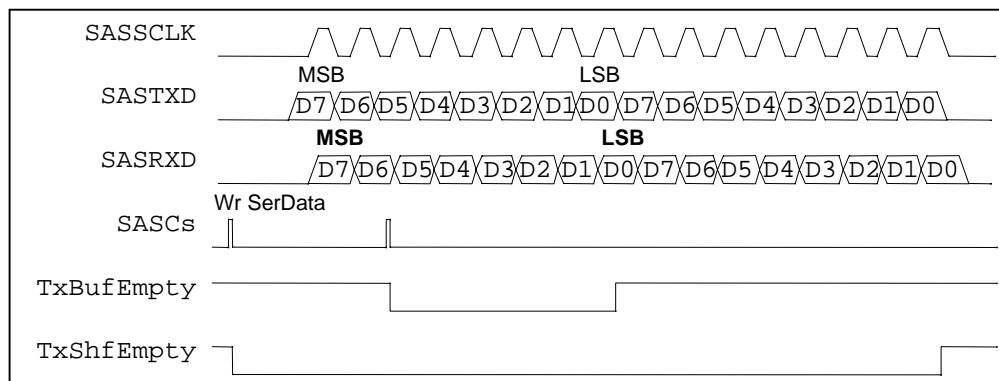 SASSCLK
MSB LSB
SASTXD D7 D6 D5 D4 D3 D2 D1 D0 D7 D6 D5 D4 D3 D2 D1 D0
MSB LSB
SASRXD D7 D6 D5 D4 D3 D2 D1 D0 D7 D6 D5 D4 D3 D2 D1 D0
Wr SerData
SASCs
TxBufEmpty
TxShfEmpty